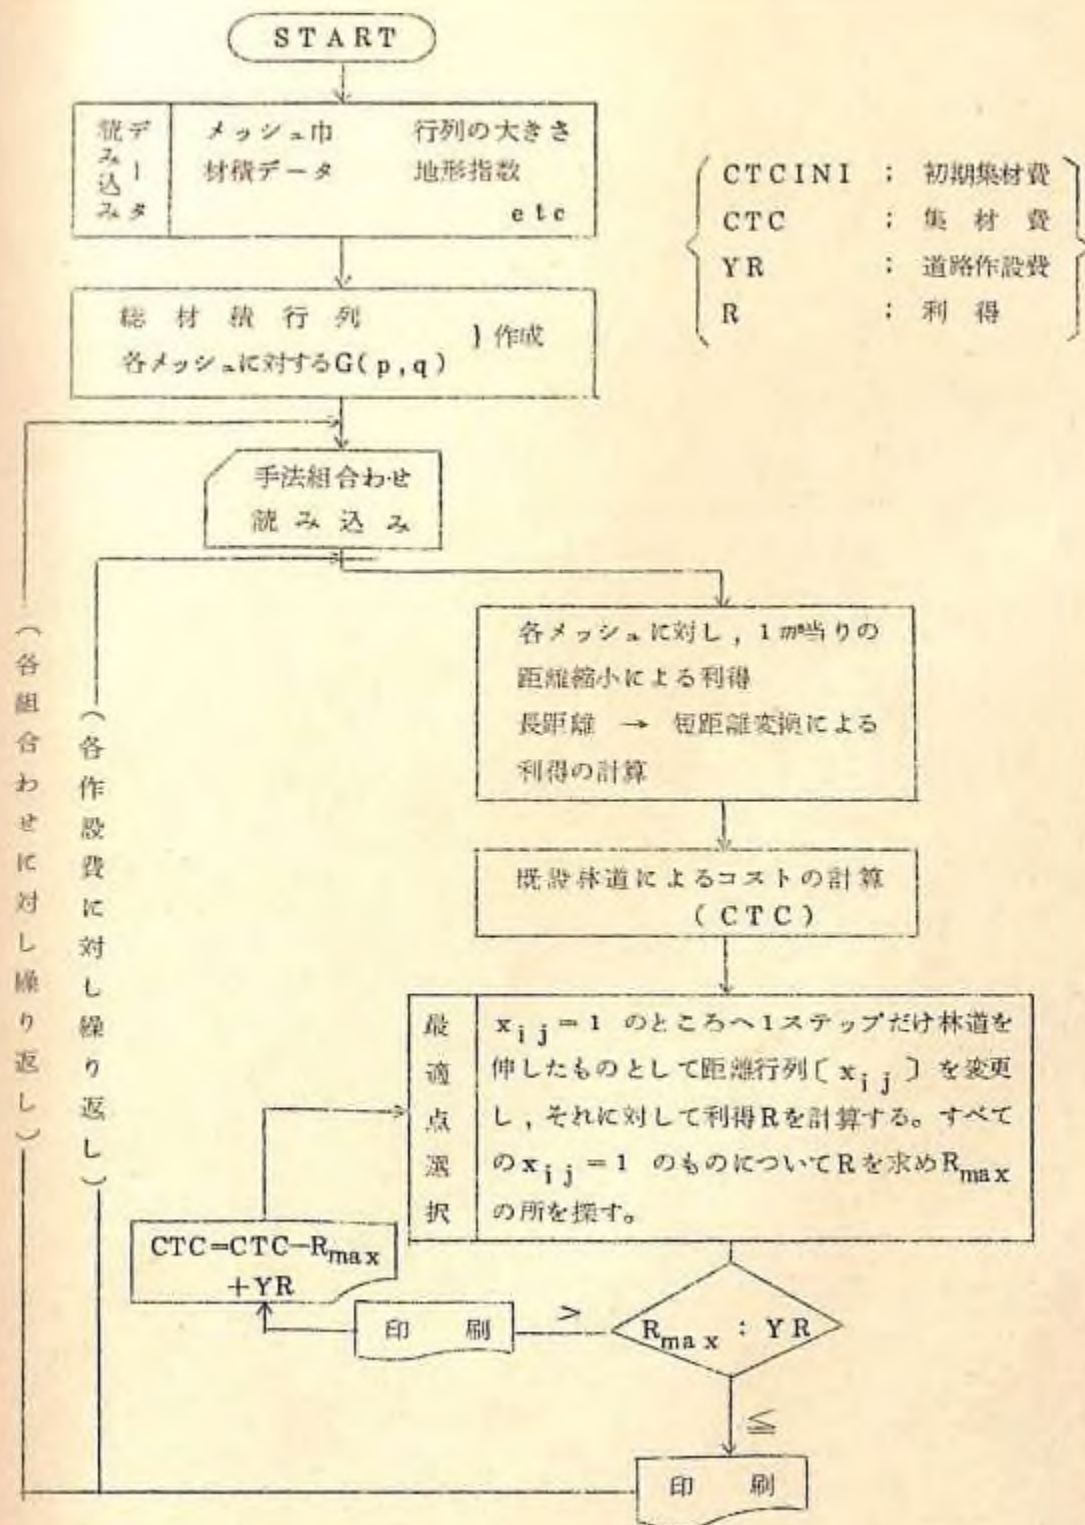 START
データ読み込み
メッシュ巾 行列の大きさ
材積データ 地形指数
etc
CTCINI ; 初期集材費
CTC ; 集材費
YR ; 道路作設費
R ; 利得
総材積行列
各メッシュに対するG(p,q)
}作成
手法組合わせ
読み込み
(各組合わせに対し繰り返し)
(各作設費に対し繰り返し)
各メッシュに対し,1m³当りの
距離縮小による利得
長距離 → 短距離変換による
利得の計算
既設林道によるコストの計算
(CTC)
最適点選択
xij=1 のところへ1ステップだけ林道を
伸したものとして距離行列〔xij〕を変更
し,それに対して利得Rを計算する。すべて
のxij=1 のものについてRを求めRmax
の所を探す。
CTC=CTC-Rmax
+YR
印刷
>
Rmax : YR
≦
印刷